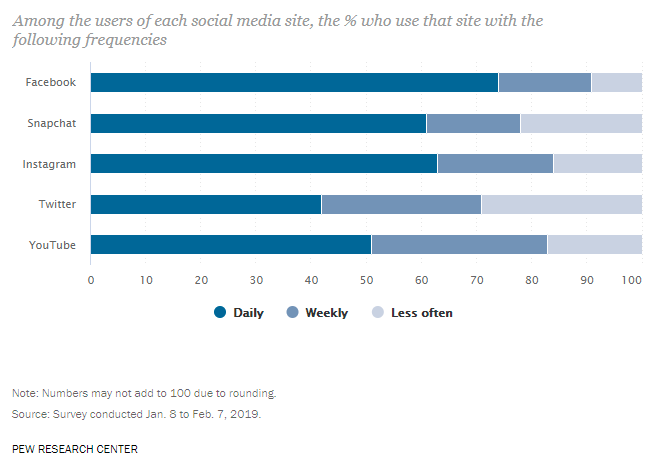 Among the users of each social media site, the % who use that site with the
following frequencies
Facebook
Snapchat
Instagram
Twitter
YouTube
0 10 20 30 40 50 60 70 80 90 100
Daily Weekly Less often
Note: Numbers may not add to 100 due to rounding.
Source: Survey conducted Jan. 8 to Feb. 7, 2019.
PEW RESEARCH CENTER